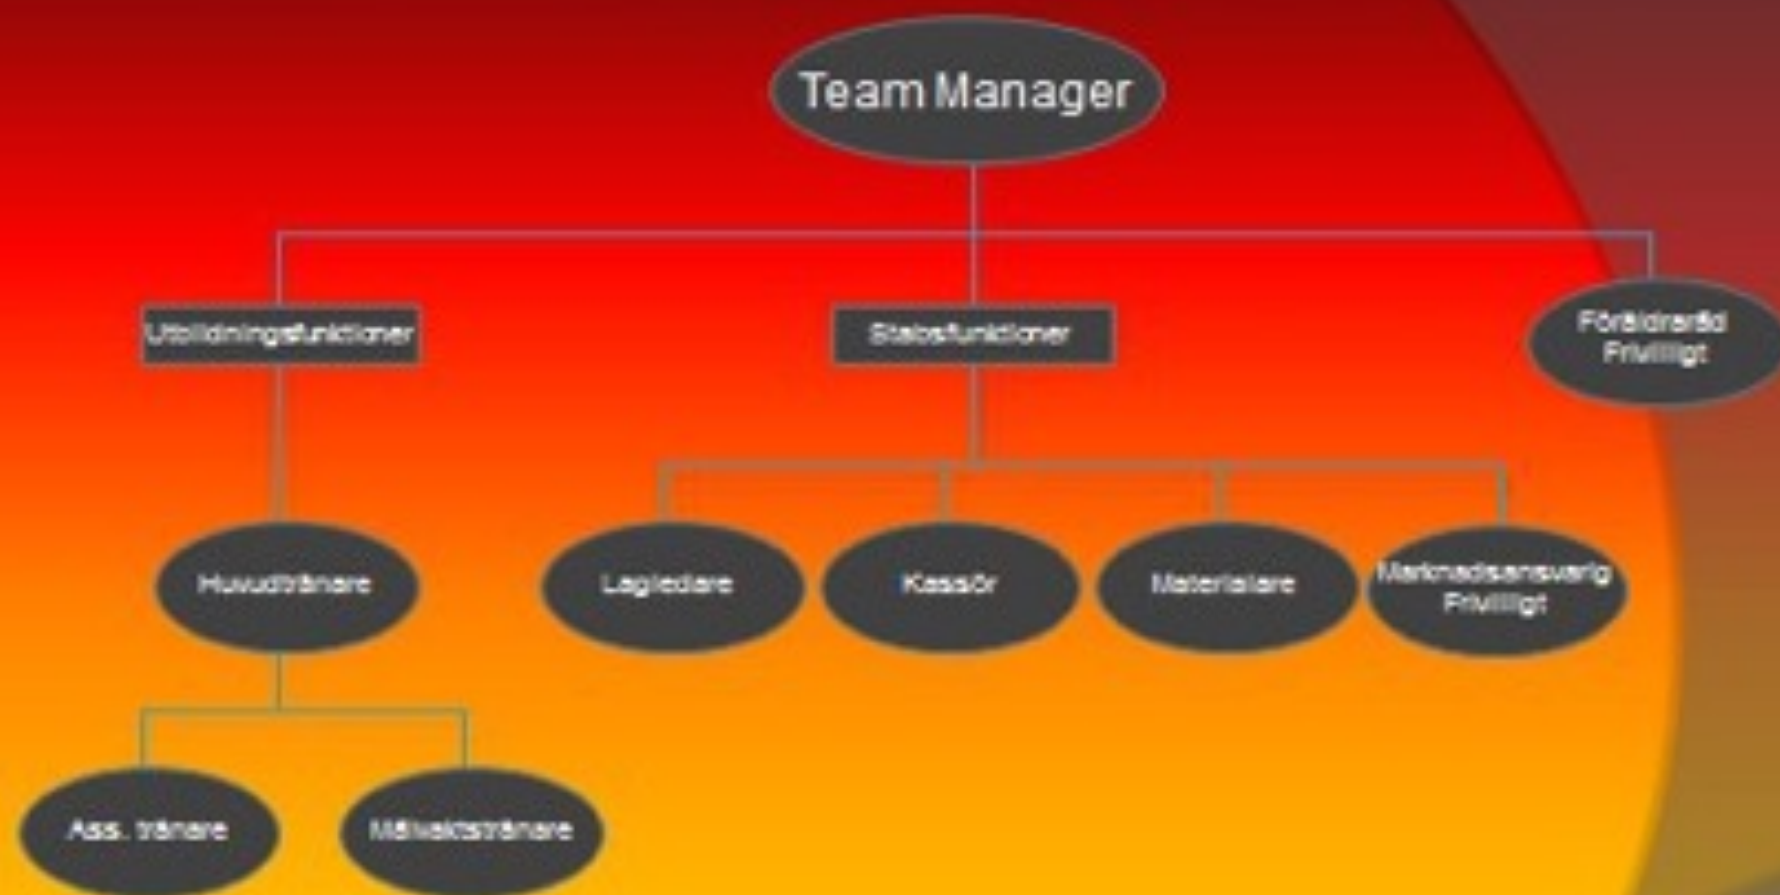 Team Manager
Utbildningsfunktioner
Stabsfunktioner
Föräldraråd
Frivilligt
Huvudtränare
Lagledare
Kassör
Materialare
Marknadsansvarig
Frivilligt
Ass. tränare
Målvaktstränare